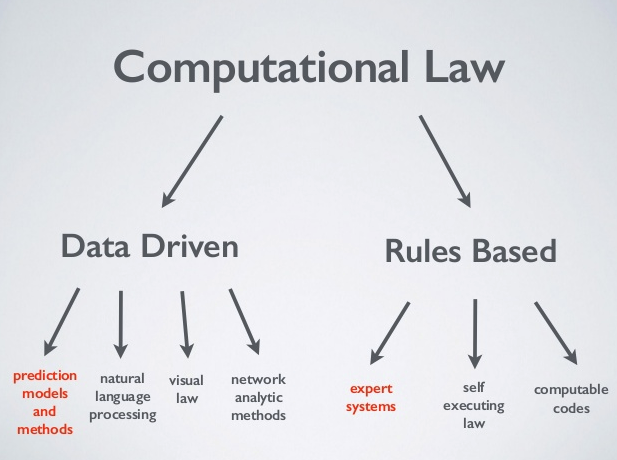 Computational Law
Data Driven
Rules Based
prediction
models
and
methods
natural
language
processing
visual
law
network
analytic
methods
expert
systems
self
executing
law
computable
codes